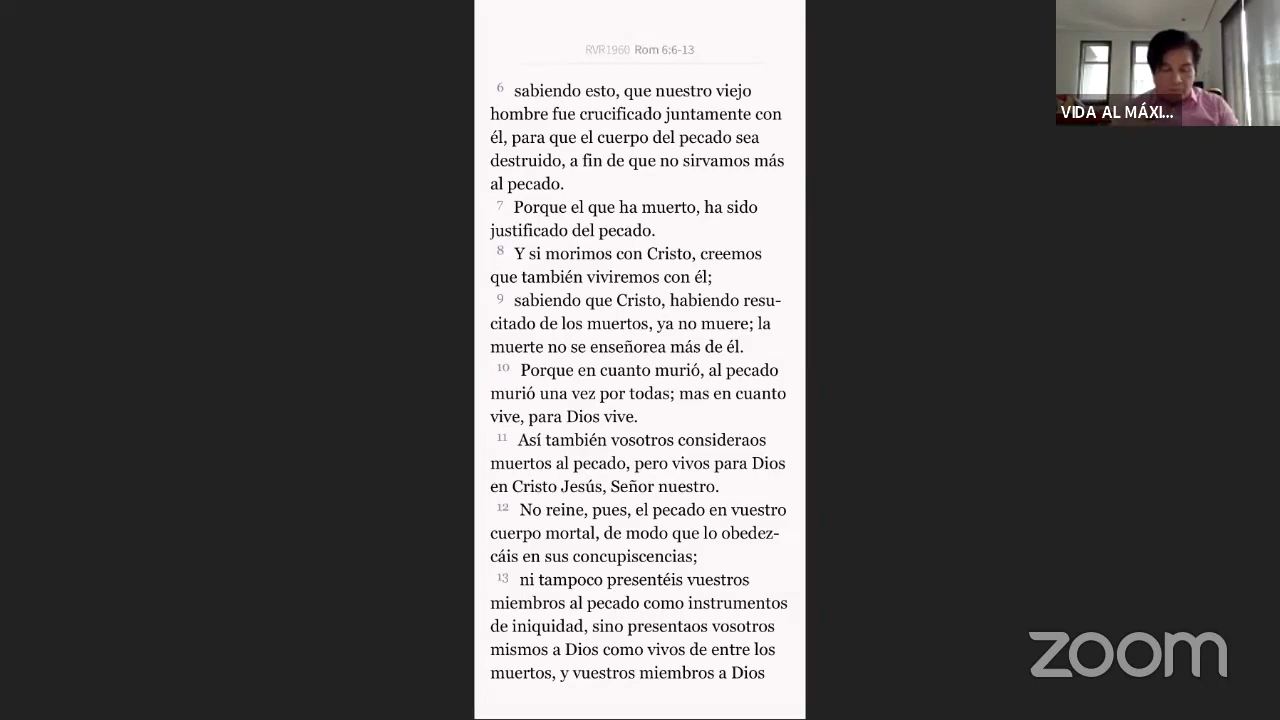 RVR1960 Rom 6:6-13
6 sabiendo esto, que nuestro viejo
hombre fue crucificado juntamente con
él, para que el cuerpo del pecado sea
destruido, a fin de que no sirvamos más
al pecado.
7 Porque el que ha muerto, ha sido
justificado del pecado.
8 Y si morimos con Cristo, creemos
que también viviremos con él;
9 sabiendo que Cristo, habiendo resu-
citado de los muertos, ya no muere; la
muerte no se enseñorea más de él.
10 Porque en cuanto murió, al pecado
murió una vez por todas; mas en cuanto
vive, para Dios vive.
11 Así también vosotros consideraos
muertos al pecado, pero vivos para Dios
en Cristo Jesús, Señor nuestro.
12 No reine, pues, el pecado en vuestro
cuerpo mortal, de modo que lo obedez-
cáis en sus concupiscencias;
13 ni tampoco presentéis vuestros
miembros al pecado como instrumentos
de iniquidad, sino presentaos vosotros
mismos a Dios como vivos de entre los
muertos, y vuestros miembros a Dios
VIDA AL MÁXI...
zoom